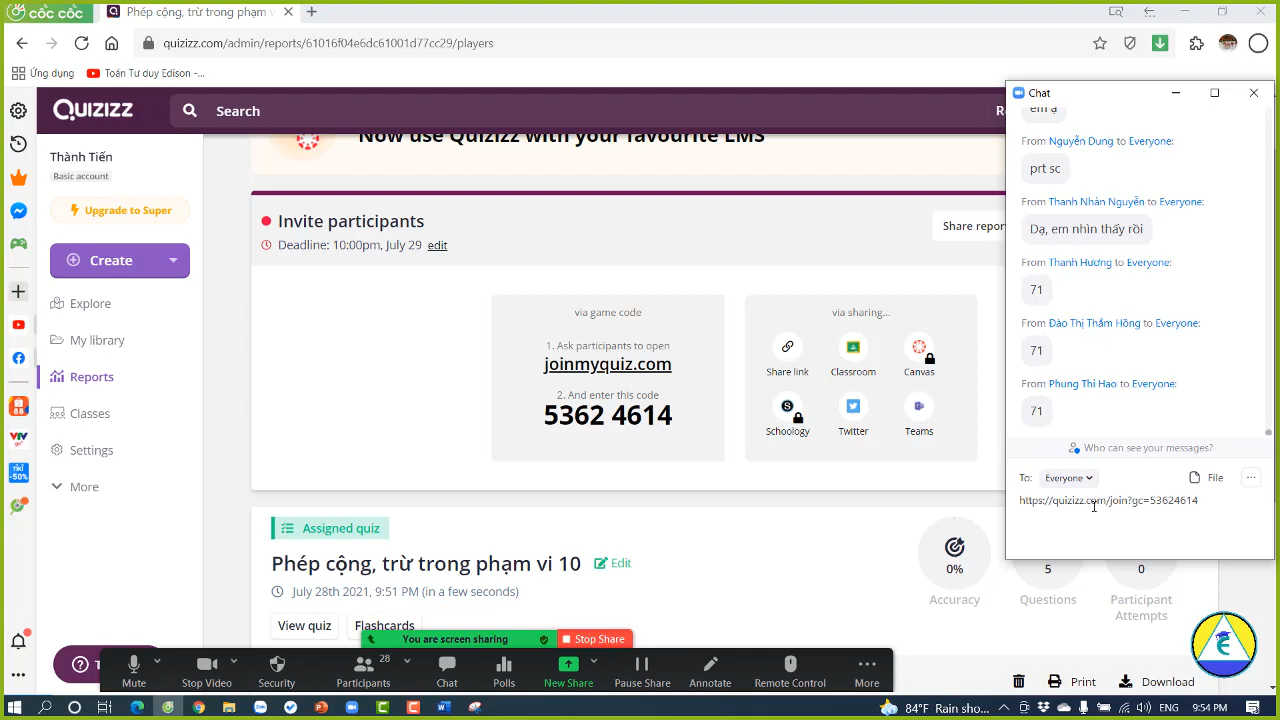 cốc cốc
Phép cộng, trừ trong phạm v
quizizz.com/admin/reports/61016f04e6dc61001d77cc29/players
Ứng dụng
Toán Tư duy Edison -...
Quizizz
Search
Now use Quizizz with your favourite LMS
Thành Tiến
Basic account
Upgrade to Super
Create
Explore
My library
Reports
Classes
Settings
More
Invite participants
Deadline: 10:00pm, July 29 edit
Share repor
via game code
1. Ask participants to open
joinmyquiz.com
2. And enter this code
5362 4614
via sharing...
Share link
Classroom
Canvas
Schoology
Twitter
Teams
Assigned quiz
Phép cộng, trừ trong phạm vi 10
Edit
July 28th 2021, 9:51 PM (in a few seconds)
View quiz
Flashcards
0%
Accuracy
5
Questions
0
Participant
Attempts
Print
Download
Chat
em ạ
From Nguyễn Dung to Everyone:
prt sc
From Thanh Nhàn Nguyễn to Everyone:
Dạ, em nhìn thấy rồi
From Thanh Hương to Everyone:
71
From Đào Thị Thắm Hồng to Everyone:
71
From Phung Thi Hao to Everyone:
71
Who can see your messages?
To: Everyone
File
https://quizizz.com/join?gc=53624614
You are screen sharing
Stop Share
Mute
Stop Video
Security
28
Participants
Chat
Polls
New Share
Pause Share
Annotate
Remote Control
More
84°F Rain sho...
ENG
9:54 PM